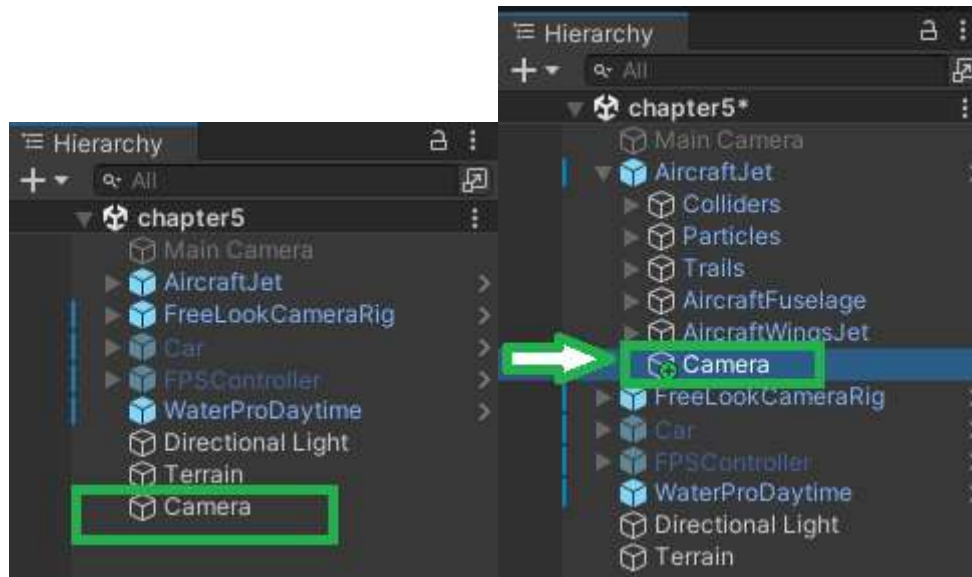 Hierarchy
All
chapter5
Main Camera
AircraftJet
FreeLookCameraRig
Car
FPSController
WaterProDaytime
Directional Light
Terrain
Camera
Hierarchy
All
chapter5*
Main Camera
AircraftJet
Colliders
Particles
Trails
AircraftFuselage
AircraftWingsJet
Camera
FreeLookCameraRig
Car
FPSController
WaterProDaytime
Directional Light
Terrain